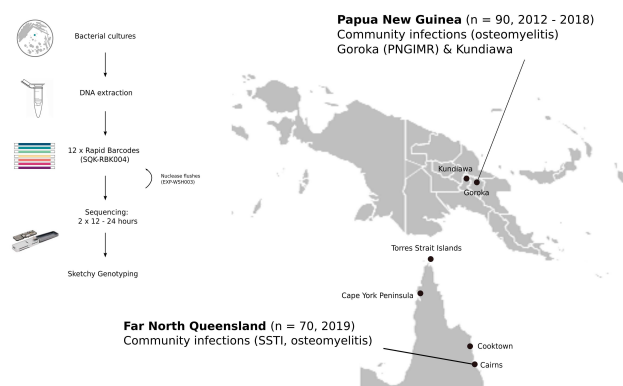 Papua New Guinea (n = 90, 2012 - 2018)
Community infections (osteomyelitis)
Goroka (PNGIMR) & Kundiawa
Bacterial cultures
DNA extraction
12 x Rapid Barcodes
(SQK-RBK004)
Nuclease flushes
(EXP-WSH003)
Sequencing:
2 x 12 - 24 hours
Sketchy Genotyping
Kundiawa
Goroka
Torres Strait Islands
Cape York Peninsula
Far North Queensland (n = 70, 2019)
Community infections (SSTI, osteomyelitis)
Cooktown
Cairns